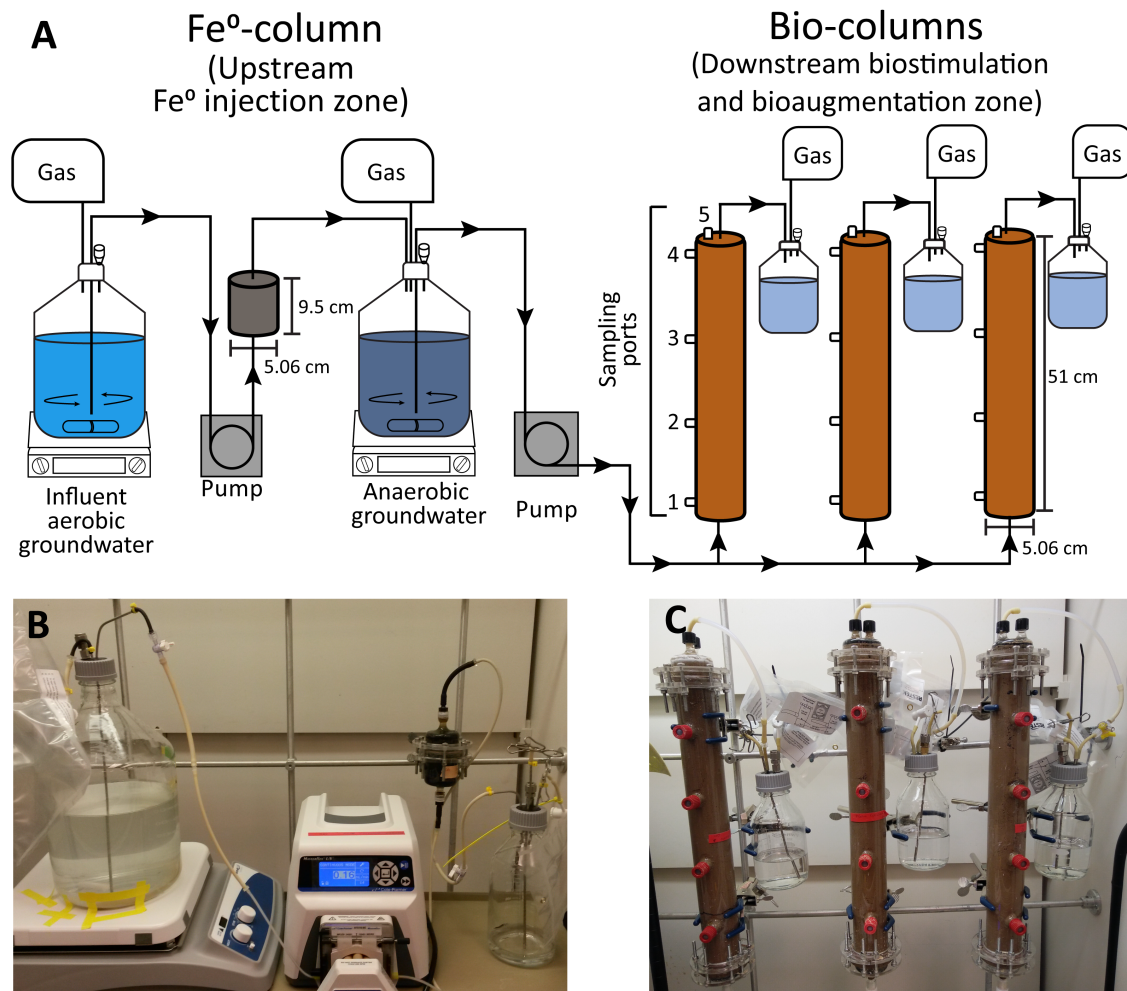 A
Fe⁰-column
(Upstream
Fe⁰ injection zone)
Bio-columns
(Downstream biostimulation
and bioaugmentation zone)
Gas
Gas
Gas
Gas
Gas
5
4
3
2
1
Sampling
ports
9.5 cm
5.06 cm
51 cm
5.06 cm
Influent
aerobic
groundwater
Pump
Anaerobic
groundwater
Pump
B
C